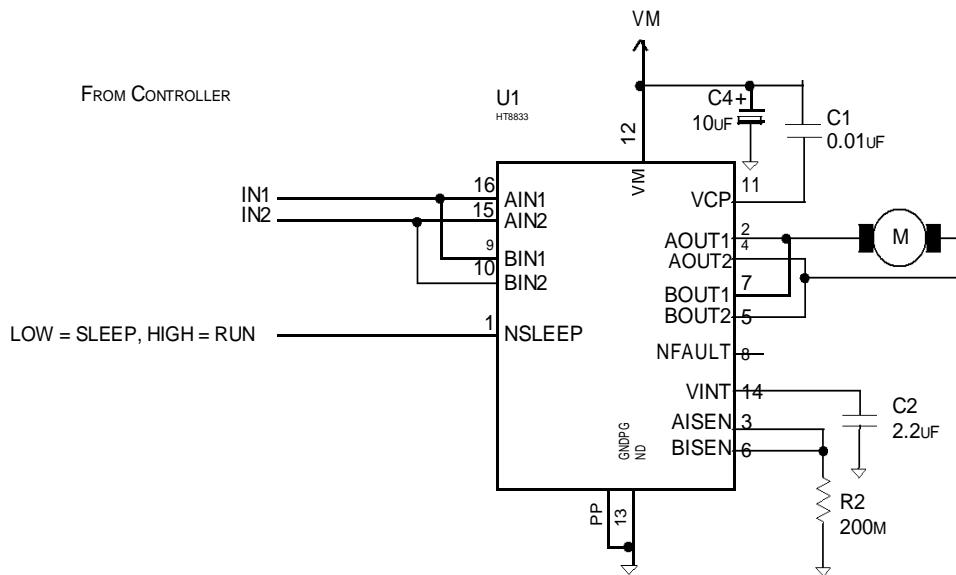 VM
FROM CONTROLLER
U1
HT8833
C4+
10UF
C1
0.01UF
12
VM
11
VCP
IN1
16
AIN1
IN2
15
AIN2
9
BIN1
10
BIN2
2
AOUT1
4
AOUT2
M
7
BOUT1
5
BOUT2
LOW = SLEEP, HIGH = RUN
1
NSLEEP
NFAULT
8
VINT
14
C2
2.2UF
AISEN
3
BISEN
6
GNDPG
ND
R2
200M
PP
13